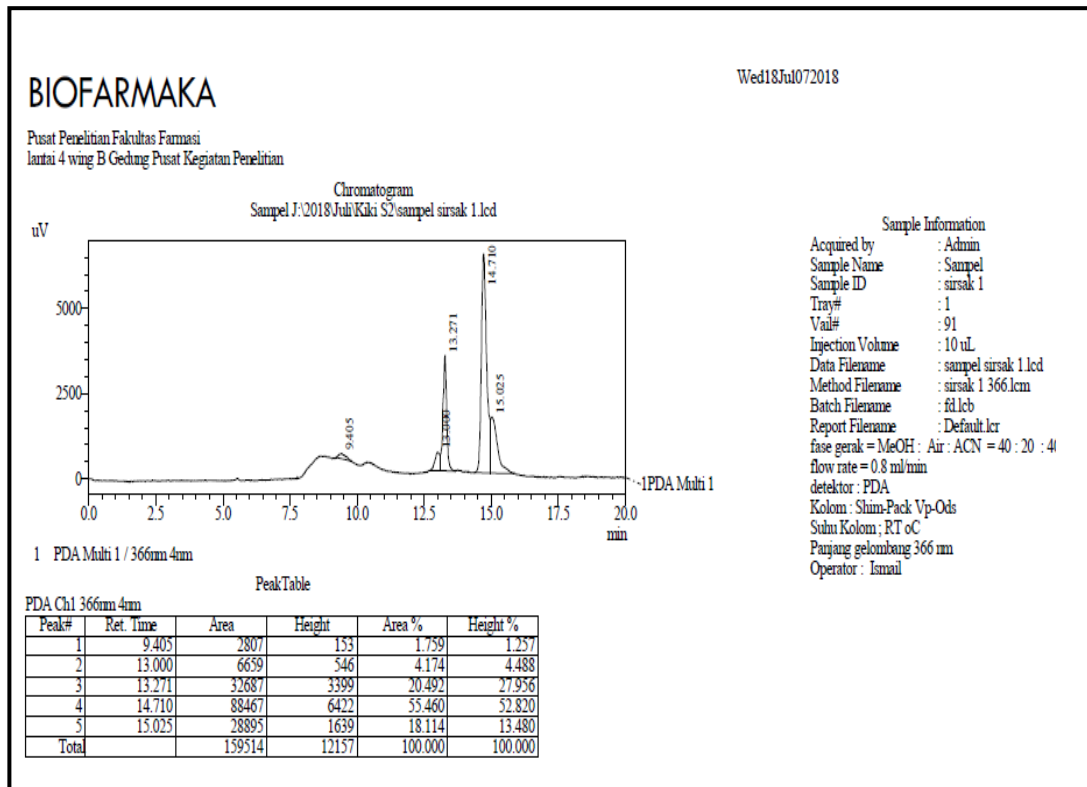 Wed18Jul072018
BIOFARMAKA
Pusat Penelitian Fakultas Farmasi
lantai 4 wing B Gedung Pusat Kegiatan Penelitian
Chromatogram
Sampel J:\2018\Juli\Kiki S2\sampel sirsak 1.lcd
uV
5000
2500
0
9.405
13.000
13.271
14.710
15.025
1PDA Multi 1
0.0 2.5 5.0 7.5 10.0 12.5 15.0 17.5 20.0
min
1 PDA Multi 1 / 366nm 4nm
Sample Information
Acquired by : Admin
Sample Name : Sampel
Sample ID : sirsak 1
Tray# : 1
Vail# : 91
Injection Volume : 10 uL
Data Filename : sampel sirsak 1.lcd
Method Filename : sirsak 1 366.lcm
Batch Filename : fd.lcb
Report Filename : Default.lcr
fase gerak = MeOH : Air : ACN = 40 : 20 : 40
flow rate = 0.8 ml/min
detektor : PDA
Kolom : Shim-Pack Vp-Ods
Suhu Kolom ; RT oC
Panjang gelombang 366 nm
Operator : Ismail
PeakTable
PDA Ch1 366nm 4nm
Peak# Ret. Time Area Height Area % Height %
1 9.405 2807 153 1.759 1.257
2 13.000 6659 546 4.174 4.488
3 13.271 32687 3399 20.492 27.956
4 14.710 88467 6422 55.460 52.820
5 15.025 28895 1639 18.114 13.480
Total 159514 12157 100.000 100.000